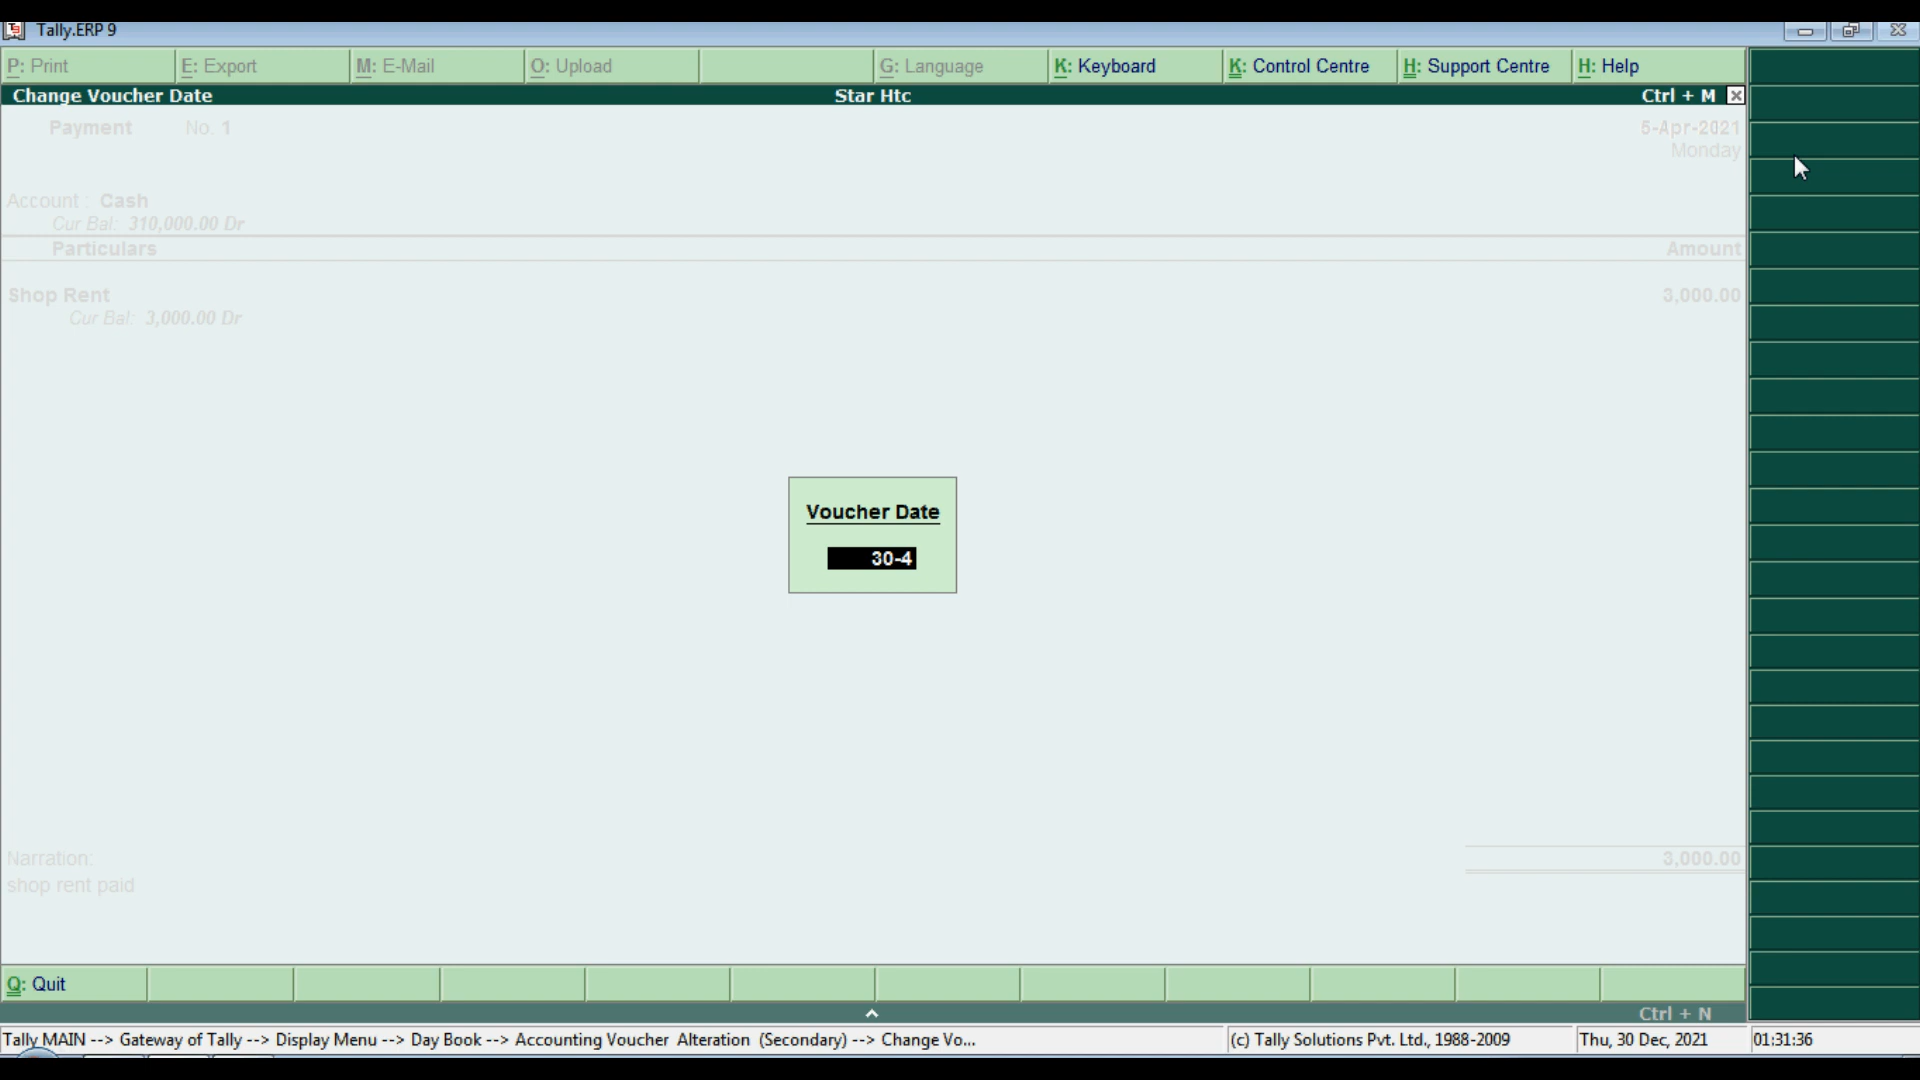 Tally.ERP 9
P: Print E: Export M: E-Mail O: Upload G: Language K: Keyboard K: Control Centre H: Support Centre H: Help
Change Voucher Date Star Htc Ctrl + M
Payment No. 1 5-Apr-2021
Monday
Account : Cash
Cur Bal: 310,000.00 Dr
Particulars Amount
Shop Rent 3,000.00
Cur Bal: 3,000.00 Dr
Voucher Date
30-4
Narration: 3,000.00
shop rent paid
Q: Quit
Ctrl + N
Tally MAIN --> Gateway of Tally --> Display Menu --> Day Book --> Accounting Voucher Alteration (Secondary) --> Change Vo... (c) Tally Solutions Pvt. Ltd., 1988-2009 Thu, 30 Dec, 2021 01:31:36